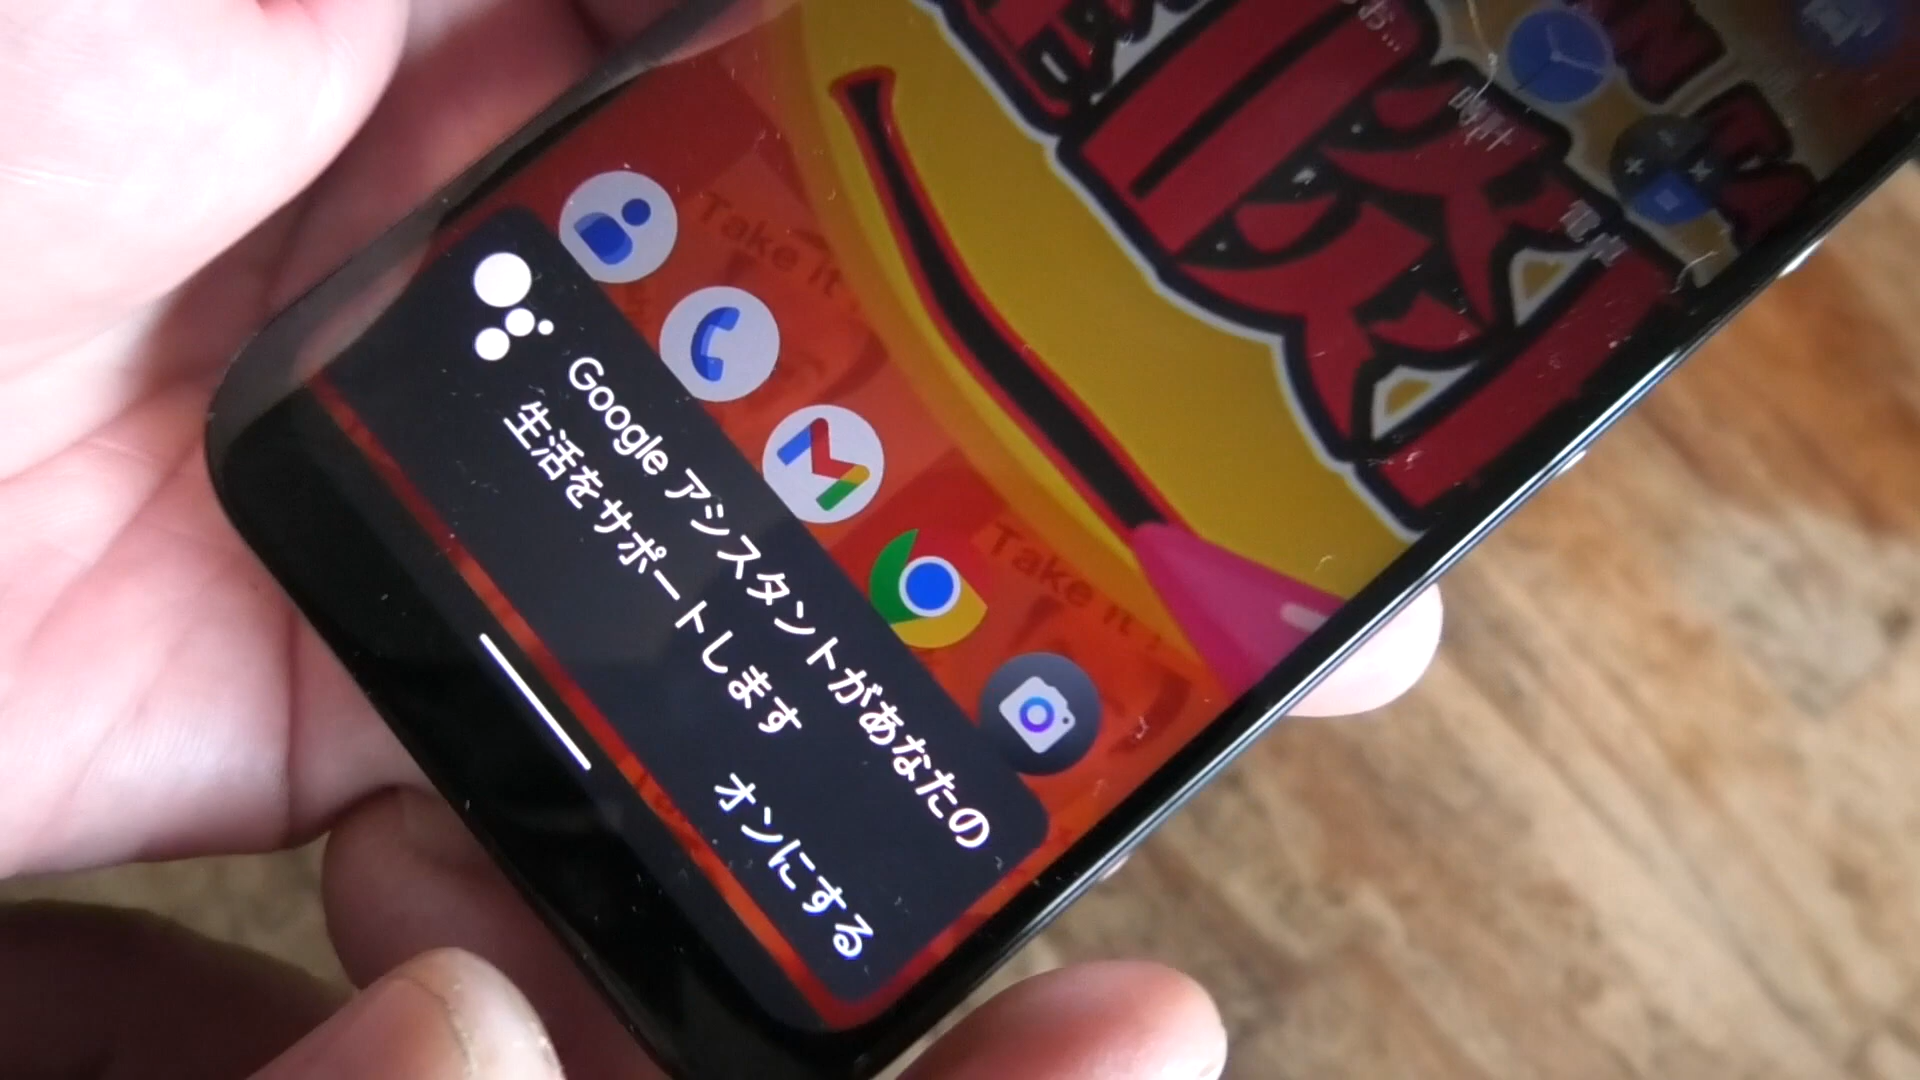 お…
時計
電卓
Take it
Take it
Google アシスタントがあなたの
生活をサポートします
オンにする